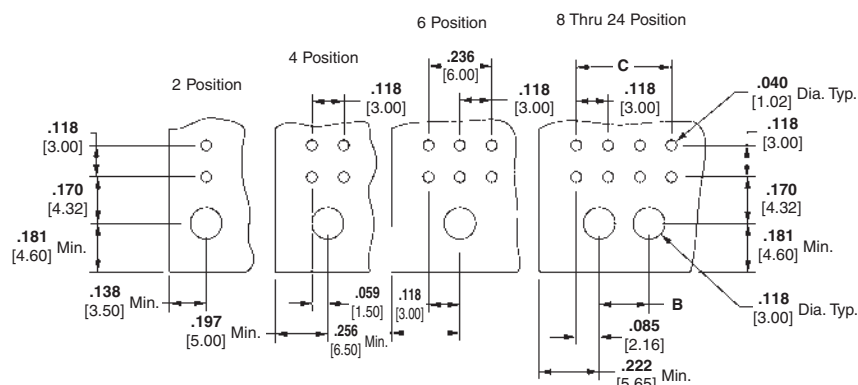 6 Position
8 Thru 24 Position
4 Position
2 Position
.236
[6.00]
C
.118
[3.00]
.118
[3.00]
.118
[3.00]
.040
[1.02] Dia. Typ.
.118
[3.00]
.118
[3.00]
.170
[4.32]
.170
[4.32]
.181
[4.60] Min.
.181
[4.60] Min.
.138
[3.50] Min.
.059
[1.50]
.118
[3.00]
B
.118
[3.00] Dia. Typ.
.197
[5.00] Min.
.256
[6.50] Min.
.085
[2.16]
.222
[5.65] Min.